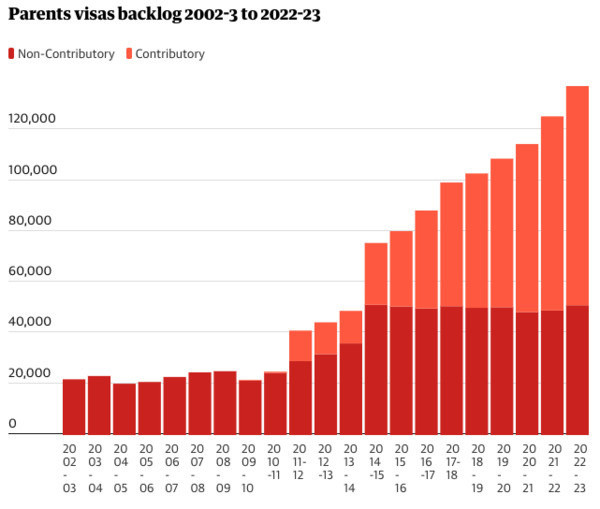 Parents visas backlog 2002-3 to 2022-23
Non-Contributory Contributory
120,000
100,000
80,000
60,000
40,000
20,000
0
20 20 20 20 20 20 20 20 20 20 20 20 20 20 20 20 20 20 20 20 20
02 03 04 05 06 07 08 09 10 11- 12 13 14 15 16 17- 18 19 20 21 22
- - - - - - - - -11 12 -13 - -15 - -17 18 - - - - -
03 04 05 06 07 08 09 10 14 16 19 20 21 22 23